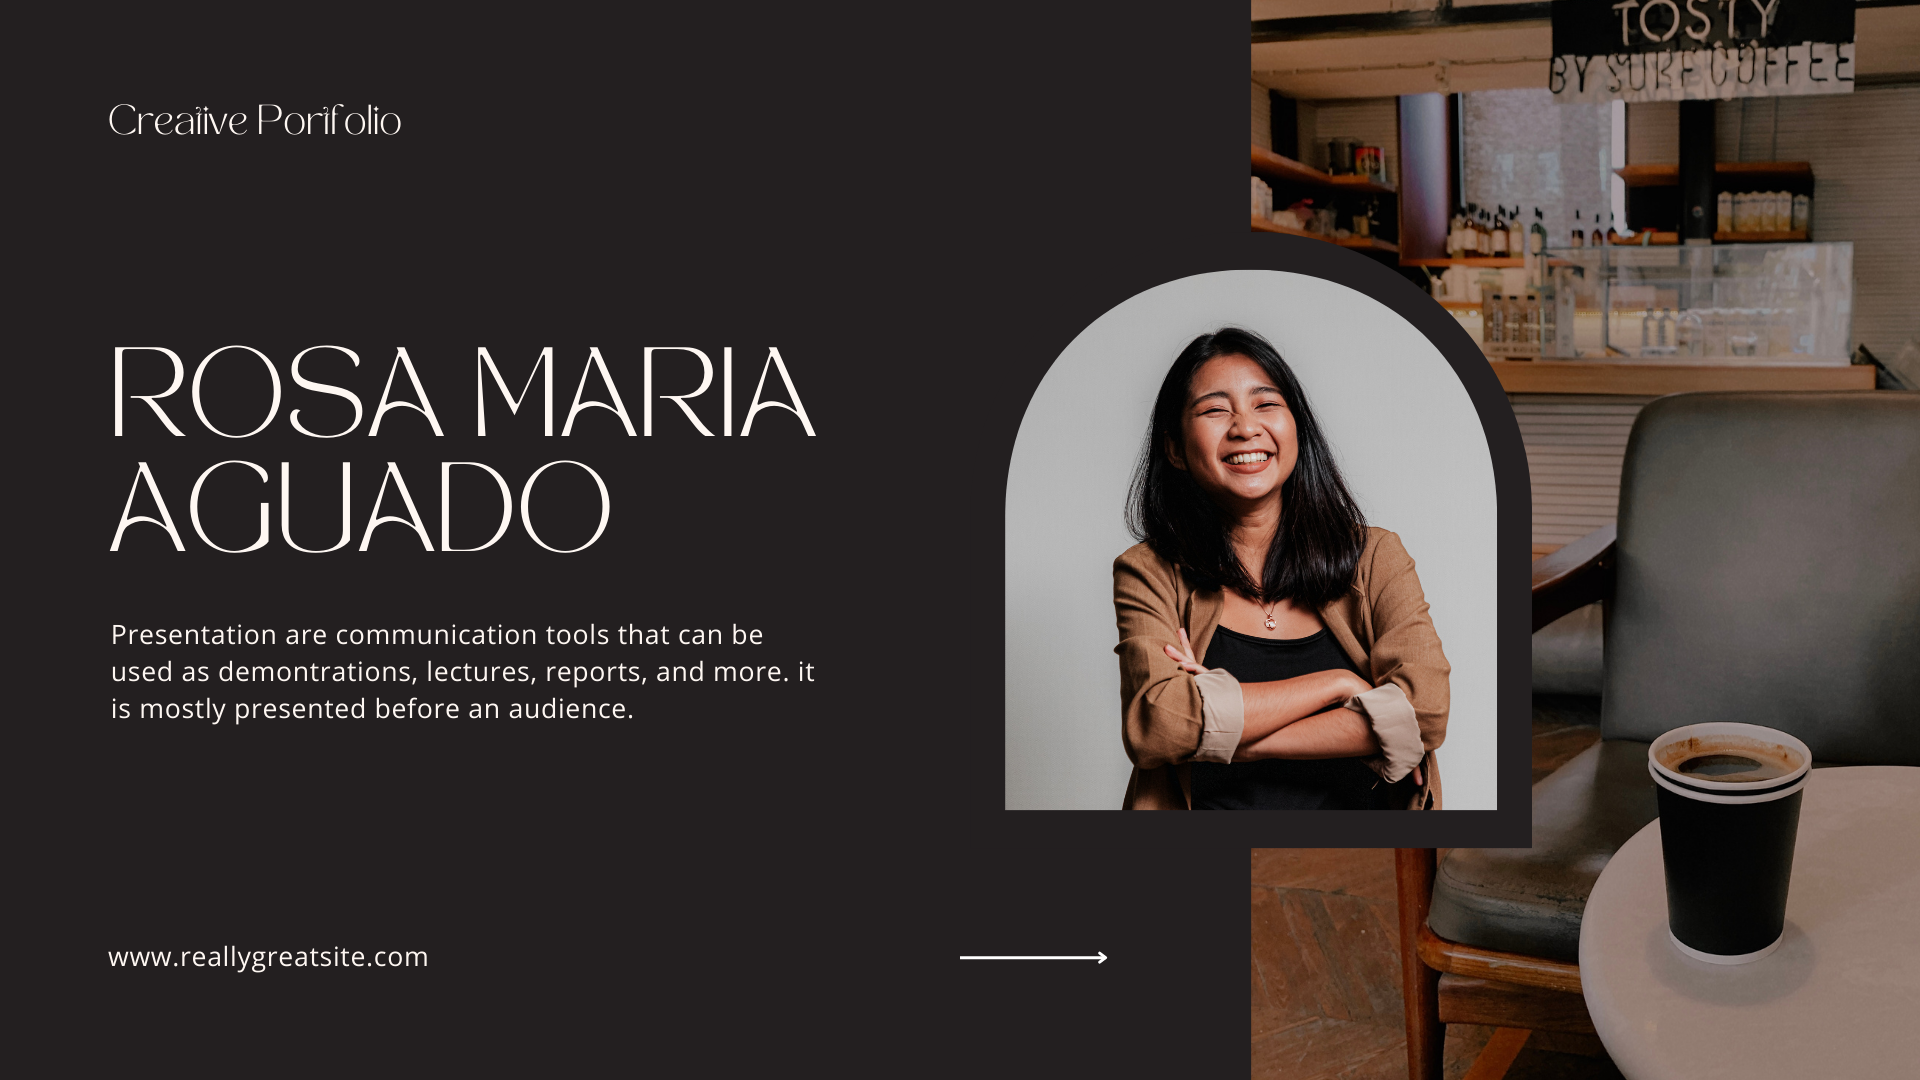 Creative Portfolio
TOSTY
BY SURE COFFEE
ROSA MARIA
AGUADO
Presentation are communication tools that can be
used as demontrations, lectures, reports, and more. it
is mostly presented before an audience.
www.reallygreatsite.com